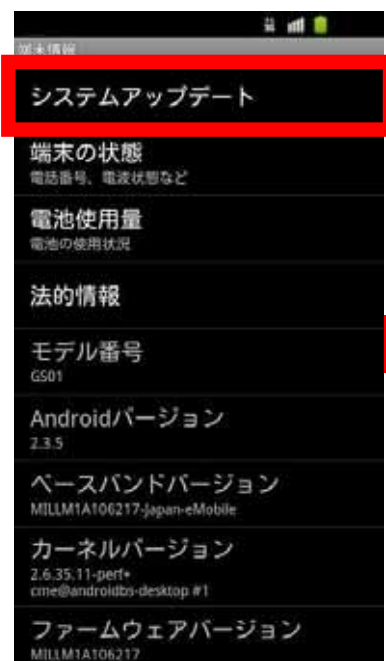 端末情報
システムアップデート
端末の状態
電話番号、電波状態など
電池使用量
電池の使用状況
法的情報
モデル番号
GS01
Androidバージョン
2.3.5
ベースバンドバージョン
MILLM1A106217-Japan-eMobile
カーネルバージョン
2.6.35.11-perf+
cme@androidbs-desktop #1
ファームウェアバージョン
MILLM1A106217